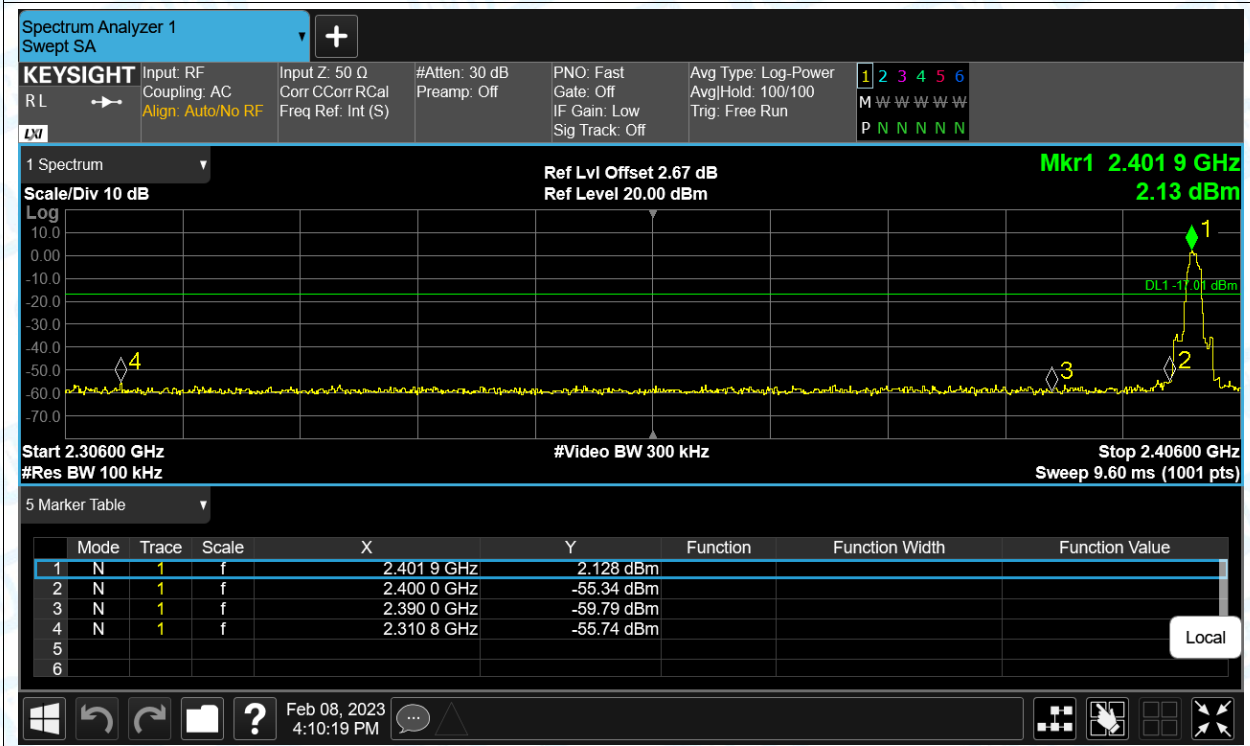 Spectrum Analyzer 1
Swept SA
KEYSIGHT
RL
LXI
Input: RF
Coupling: AC
Align: Auto/No RF
Input Z: 50 Ω
Corr CCorr RCal
Freq Ref: Int (S)
#Atten: 30 dB
Preamp: Off
PNO: Fast
Gate: Off
IF Gain: Low
Sig Track: Off
Avg Type: Log-Power
Avg|Hold: 100/100
Trig: Free Run
1 2 3 4 5 6
M W W W W W
P N N N N N
1 Spectrum
Scale/Div 10 dB
Ref Lvl Offset 2.67 dB
Ref Level 20.00 dBm
Mkr1 2.401 9 GHz
2.13 dBm
Log
10.0
0.00
-10.0
-20.0
-30.0
-40.0
-50.0
-60.0
-70.0
1
DL1 -17.01 dBm
4
3
2
Start 2.30600 GHz
#Video BW 300 kHz
Stop 2.40600 GHz
#Res BW 100 kHz
Sweep 9.60 ms (1001 pts)
5 Marker Table
Mode Trace Scale X Y Function Function Width Function Value
1 N 1 f 2.401 9 GHz 2.128 dBm
2 N 1 f 2.400 0 GHz -55.34 dBm
3 N 1 f 2.390 0 GHz -59.79 dBm
4 N 1 f 2.310 8 GHz -55.74 dBm
5
6
Local
?
Feb 08, 2023
4:10:19 PM